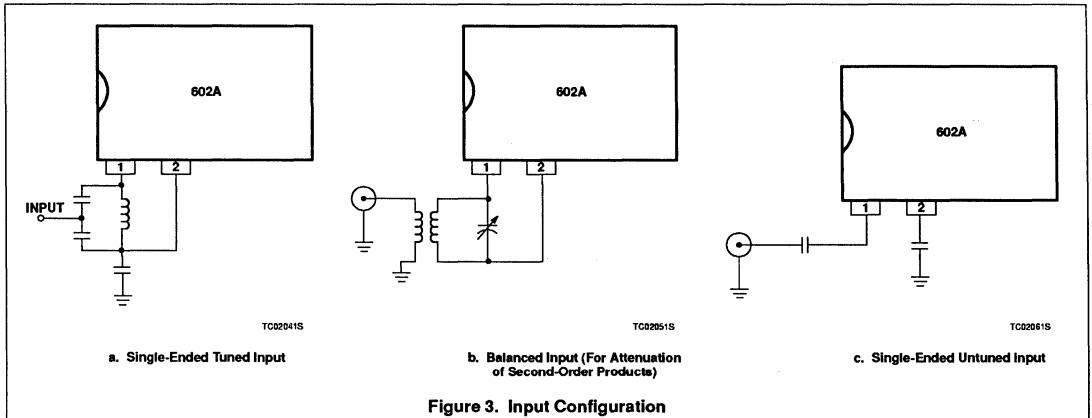 602A
1 2
INPUT
TC02041S
a. Single-Ended Tuned Input
602A
1 2
TC02051S
b. Balanced Input (For Attenuation
of Second-Order Products)
602A
1 2
TC02061S
c. Single-Ended Untuned Input
Figure 3. Input Configuration